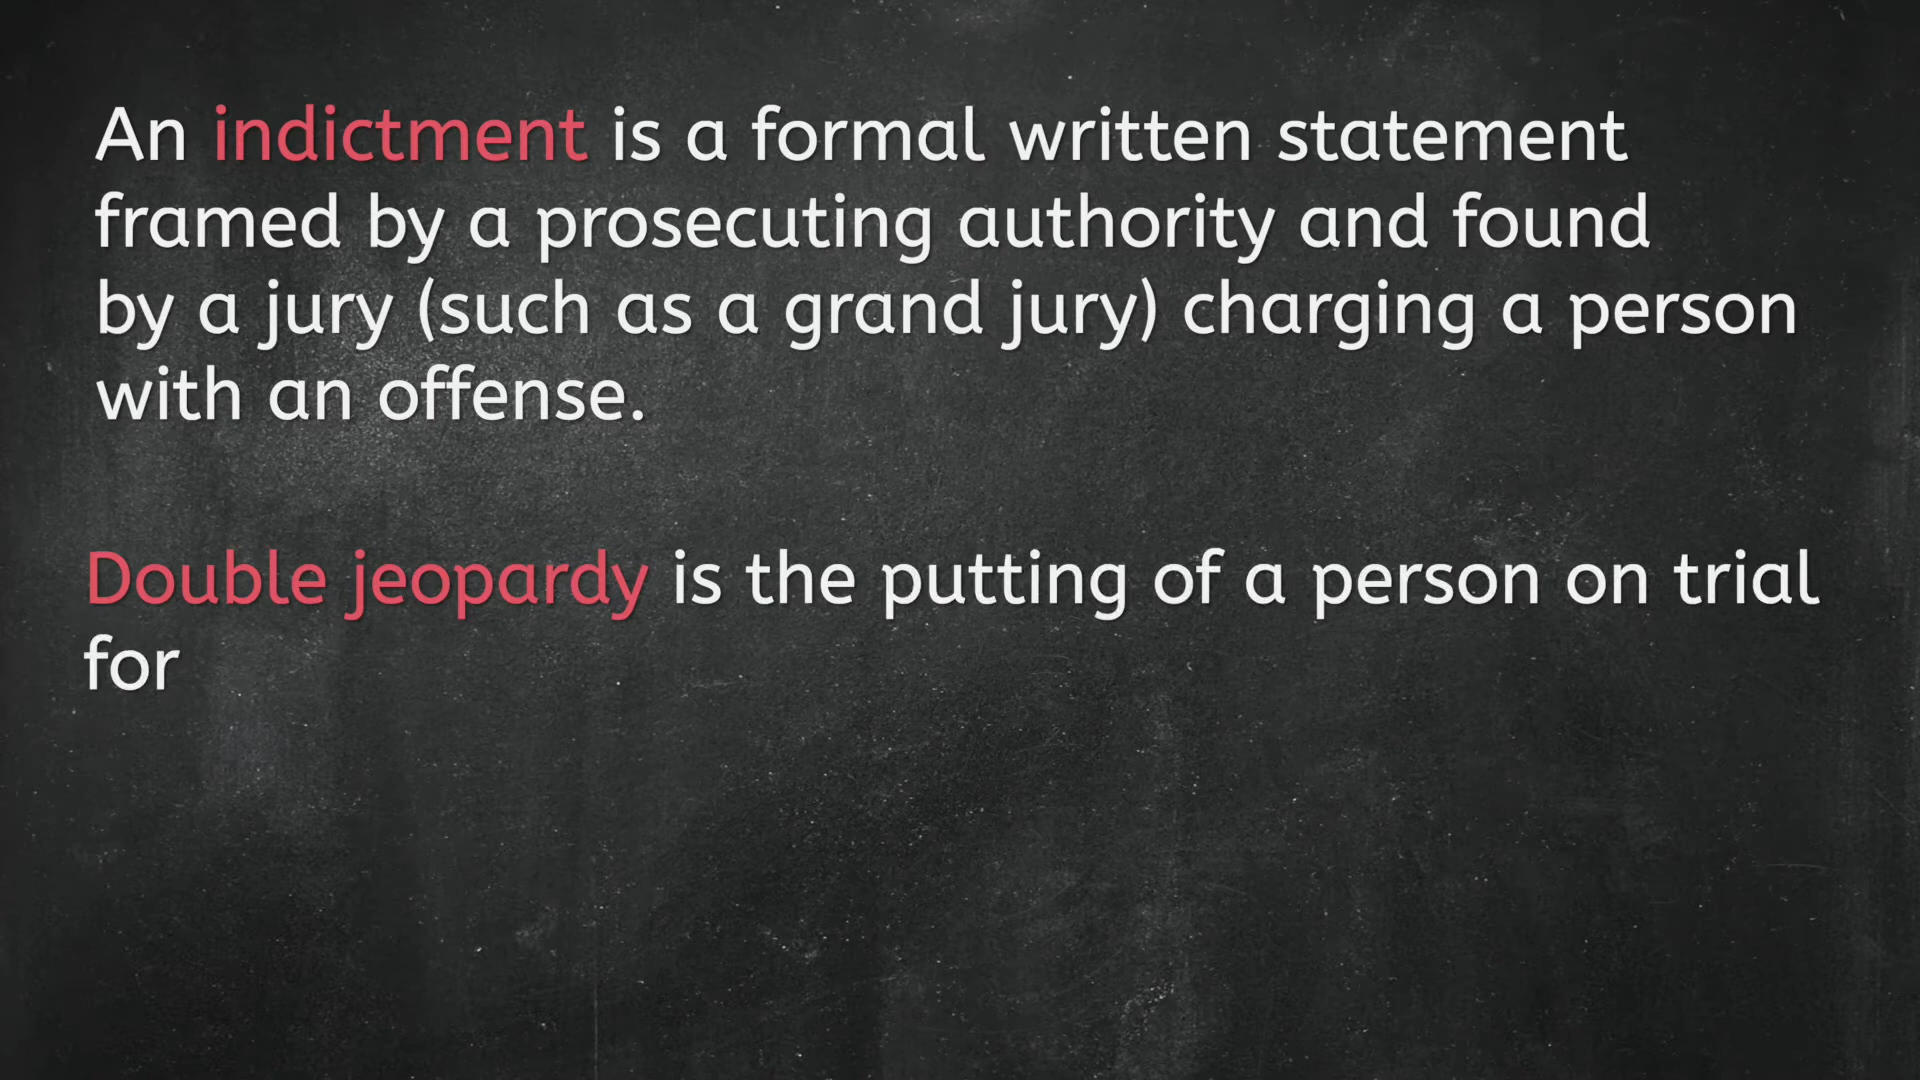 An indictment is a formal written statement
framed by a prosecuting authority and found
by a jury (such as a grand jury) charging a person
with an offense.
Double jeopardy is the putting of a person on trial
for